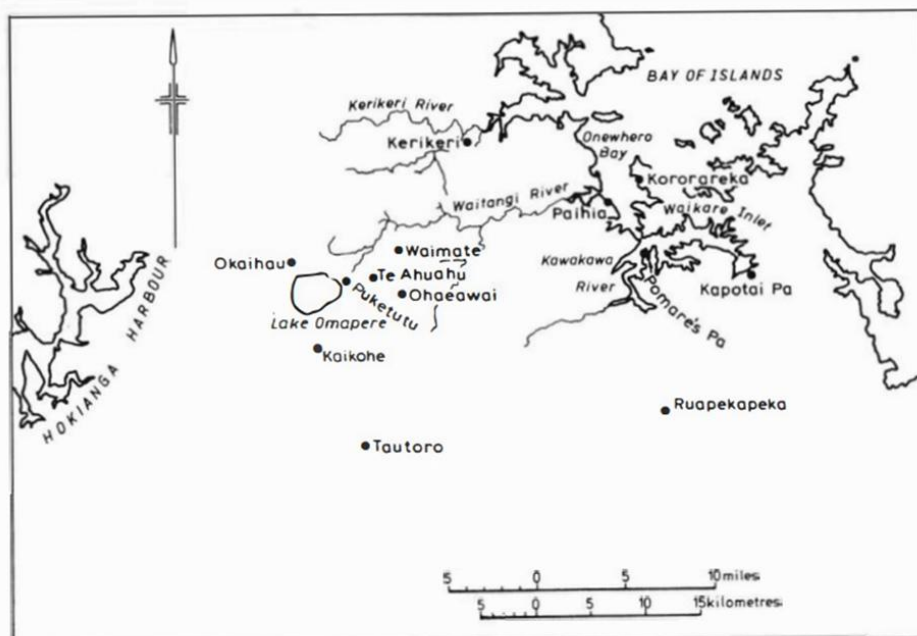 BAY OF ISLANDS
Kerikeri River
Kerikeri
Onewhero
Bay
Kororareka
Waitangi River
Paihia
Waikare Inlet
Waimate
Okaihau
Te Ahuahu
Kawakawa
River
Kapotai Pa
Puketutu
Ohaeawai
Pomare's Pa
Lake Omapere
HOKIANGA HARBOUR
Kaikohe
Ruapekapeka
Tautoro
5 0 5 10 miles
5 0 5 10 15 kilometres